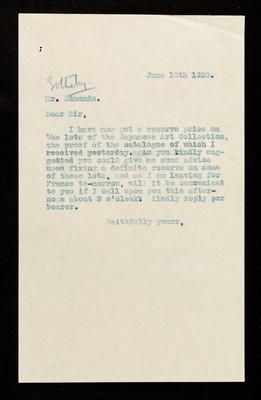 June 10th 1920.
Sotheby
Mr. Edmonds.
Dear Sir,
I have now put a reserve price on
the lots of the Japanese Art Collection,
the proof of the catalogue of which I
received yesterday. As you kindly sug-
gested you could give me some advice
upon fixing a definite reserve on some
of these lots, and as I am leaving for
France to-morrow, will it be convenient
to you if I call upon you this after-
noon about 3 o'clock? Kindly reply per
bearer.
Faithfully yours,